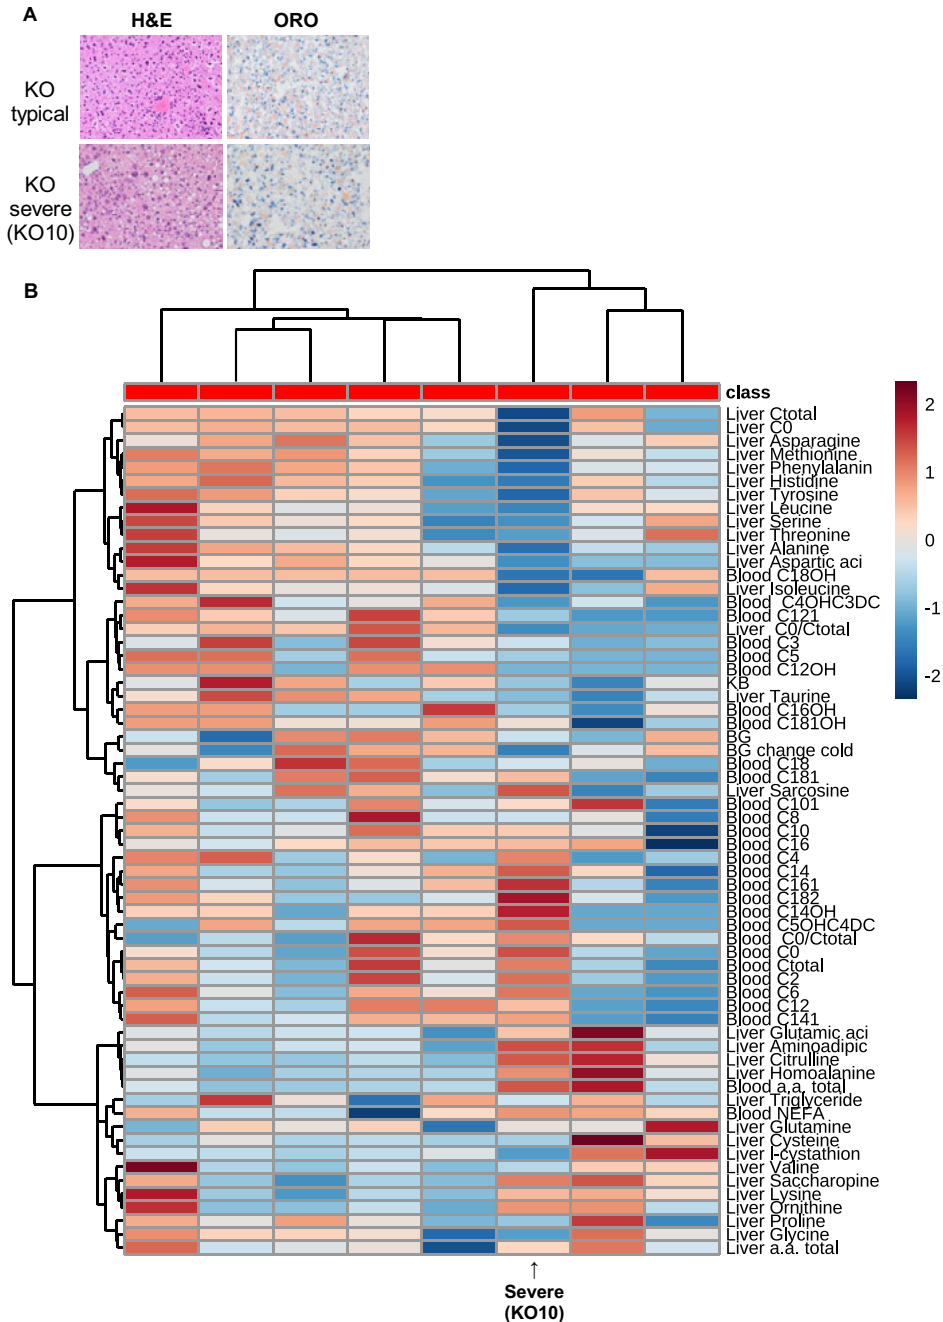 A
H&E
ORO
KO
typical
KO
severe
(KO10)
B
class
Liver Ctotal
Liver C0
Liver Asparagine
Liver Methionine
Liver Phenylalanin
Liver Histidine
Liver Tyrosine
Liver Leucine
Liver Serine
Liver Threonine
Liver Alanine
Liver Aspartic aci
Blood C18OH
Liver Isoleucine
Blood C4OHC3DC
Blood C121
Liver C0/Ctotal
Blood C3
Blood C5
Blood C12OH
KB
Liver Taurine
Blood C16OH
Blood C181OH
BG
BG change cold
Blood C18
Blood C181
Liver Sarcosine
Blood C101
Blood C8
Blood C10
Blood C16
Blood C4
Blood C14
Blood C161
Blood C182
Blood C14OH
Blood C5OHC4DC
Blood C0/Ctotal
Blood C0
Blood Ctotal
Blood C2
Blood C6
Blood C12
Blood C141
Liver Glutamic aci
Liver Aminoadipic
Liver Citrulline
Liver Homoalanine
Blood a.a. total
Liver Triglyceride
Blood NEFA
Liver Glutamine
Liver Cysteine
Liver l-cystathion
Liver Valine
Liver Saccharopine
Liver Lysine
Liver Ornithine
Liver Proline
Liver Glycine
Liver a.a. total
2
1
0
-1
-2
↑
Severe
(KO10)